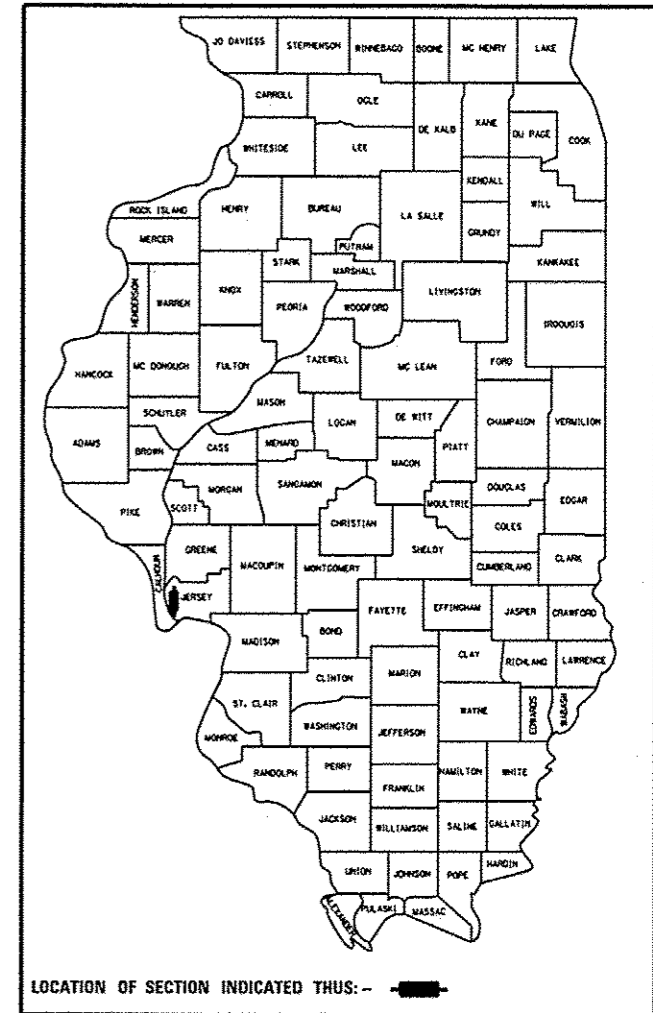 JO DAVIESS
STEPHENSON
WINNEBAGO
BOONE
MC HENRY
LAKE
CARROLL
OGLE
DE KALB
KANE
DU PAGE
COOK
WHITESIDE
LEE
KENDALL
WILL
ROCK ISLAND
HENRY
BUREAU
LA SALLE
GRUNDY
MERCER
PUTNAM
STARK
MARSHALL
KANKAKEE
HENDERSON
WARREN
KNOX
PEORIA
WOODFORD
LIVINGSTON
IROQUOIS
HANCOCK
MC DONOUGH
FULTON
TAZEWELL
MC LEAN
FORD
SCHUYLER
MASON
LOGAN
DE WITT
CHAMPAIGN
VERMILION
ADAMS
BROWN
CASS
MENARD
PIATT
MACON
PIKE
SCOTT
MORGAN
SANGAMON
CHRISTIAN
MOULTRIE
DOUGLAS
EDGAR
COLES
CALHOUN
GREENE
MACOUPIN
MONTGOMERY
SHELBY
CUMBERLAND
CLARK
JERSEY
FAYETTE
EFFINGHAM
JASPER
CRAWFORD
MADISON
BOND
CLAY
RICHLAND
LAWRENCE
CLINTON
MARION
ST. CLAIR
WAYNE
EDWARDS
WABASH
MONROE
WASHINGTON
JEFFERSON
RANDOLPH
PERRY
HAMILTON
WHITE
FRANKLIN
JACKSON
WILLIAMSON
SALINE
GALLATIN
UNION
JOHNSON
POPE
HARDIN
ALEXANDER
PULASKI
MASSAC
LOCATION OF SECTION INDICATED THUS: -